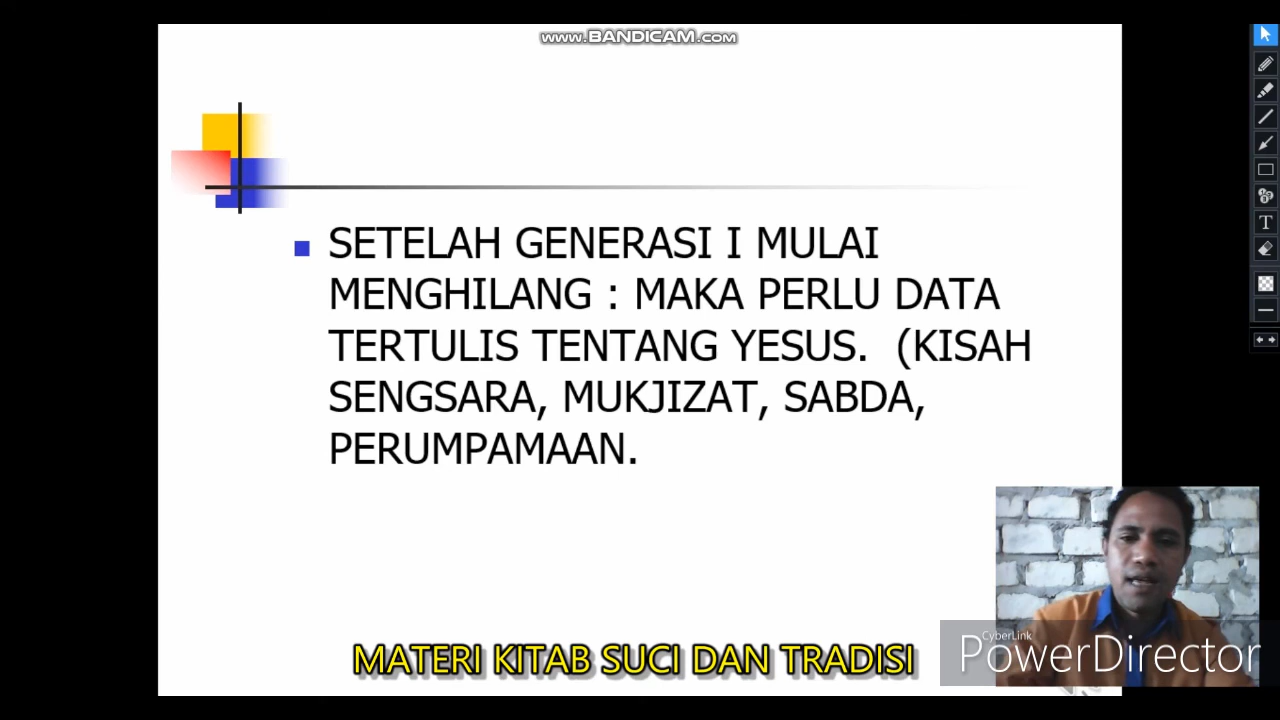 www.BANDICAM.com
SETELAH GENERASI I MULAI
MENGHILANG : MAKA PERLU DATA
TERTULIS TENTANG YESUS.  (KISAH
SENGSARA, MUKJIZAT, SABDA,
PERUMPAMAAN.
MATERI KITAB SUCI DAN TRADISI
CyberLink
PowerDirector